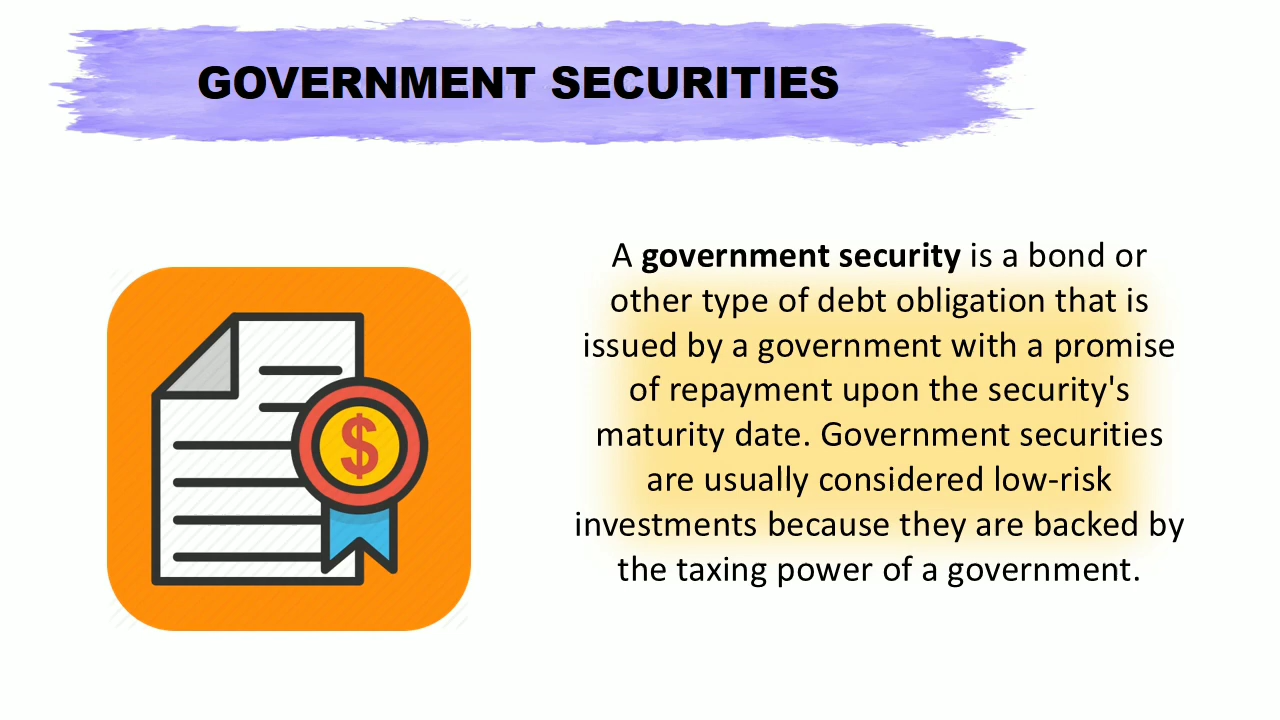 GOVERNMENT SECURITIES
A government security is a bond or
other type of debt obligation that is
issued by a government with a promise
of repayment upon the security's
maturity date. Government securities
are usually considered low-risk
investments because they are backed by
the taxing power of a government.
$